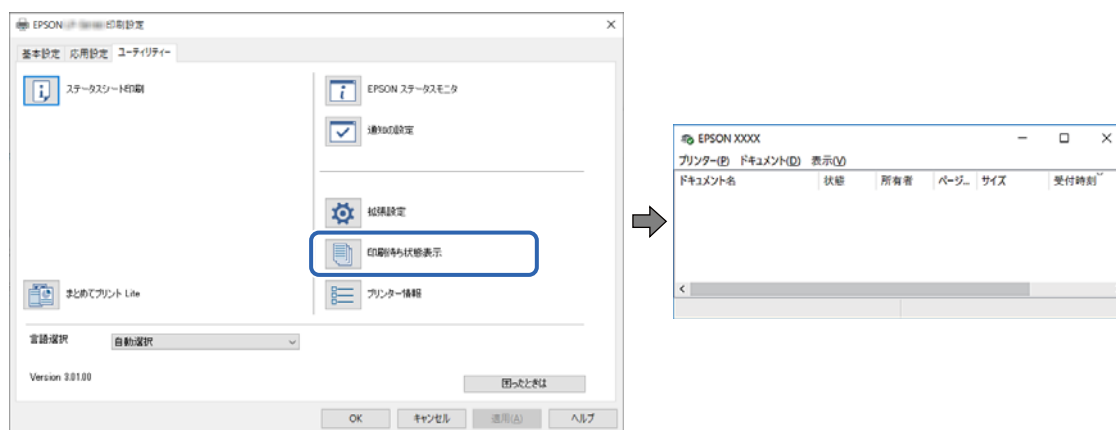 EPSON 印刷設定
基本設定 応用設定 ユーティリティー
ステータスシート印刷
EPSON ステータスモニタ
通知の設定
拡張設定
印刷待ち状態表示
まとめてプリント Lite
プリンター情報
言語選択 自動選択
Version 3.01.00
困ったときは
OK キャンセル 適用(A) ヘルプ
EPSON XXXX
プリンター(P) ドキュメント(D) 表示(V)
ドキュメント名 状態 所有者 ページ... サイズ 受付時刻